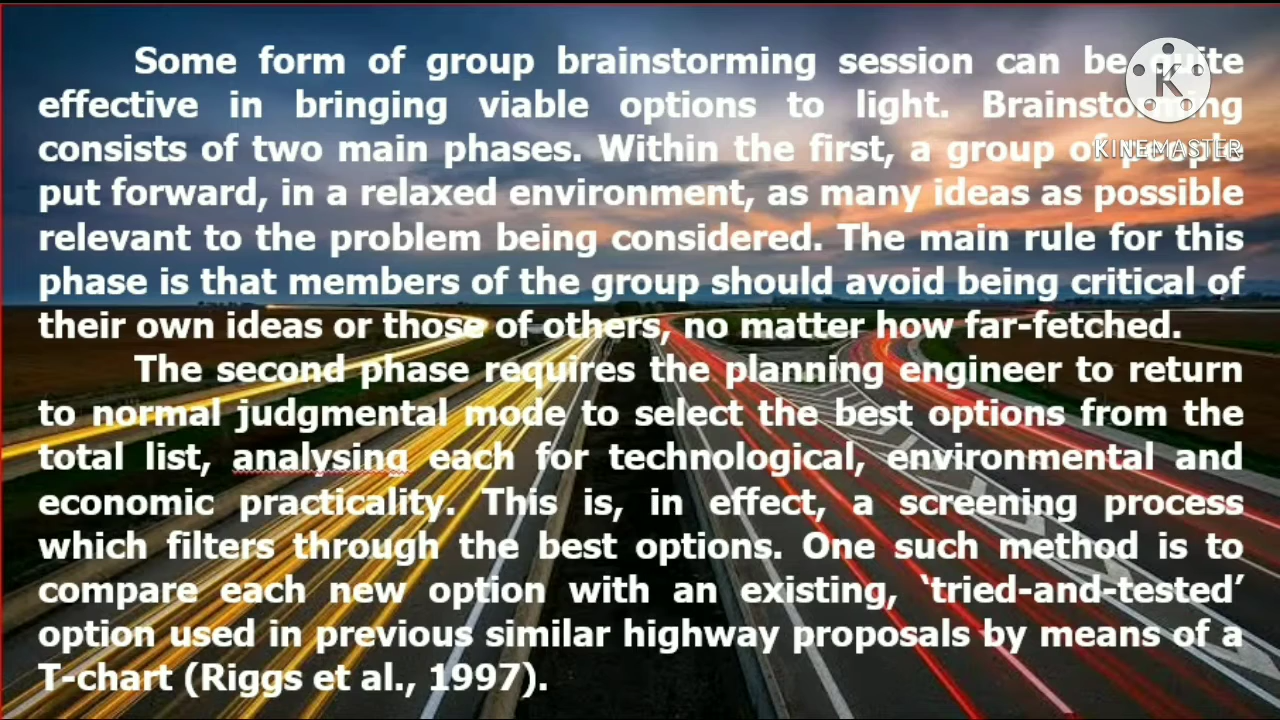 Some form of group brainstorming session can be quite
effective in bringing viable options to light. Brainstorming
consists of two main phases. Within the first, a group of people
put forward, in a relaxed environment, as many ideas as possible
relevant to the problem being considered. The main rule for this
phase is that members of the group should avoid being critical of
their own ideas or those of others, no matter how far-fetched.
The second phase requires the planning engineer to return
to normal judgmental mode to select the best options from the
total list, analysing each for technological, environmental and
economic practicality. This is, in effect, a screening process
which filters through the best options. One such method is to
compare each new option with an existing, ‘tried-and-tested’
option used in previous similar highway proposals by means of a
T-chart (Riggs et al., 1997).
K
KINEMASTER